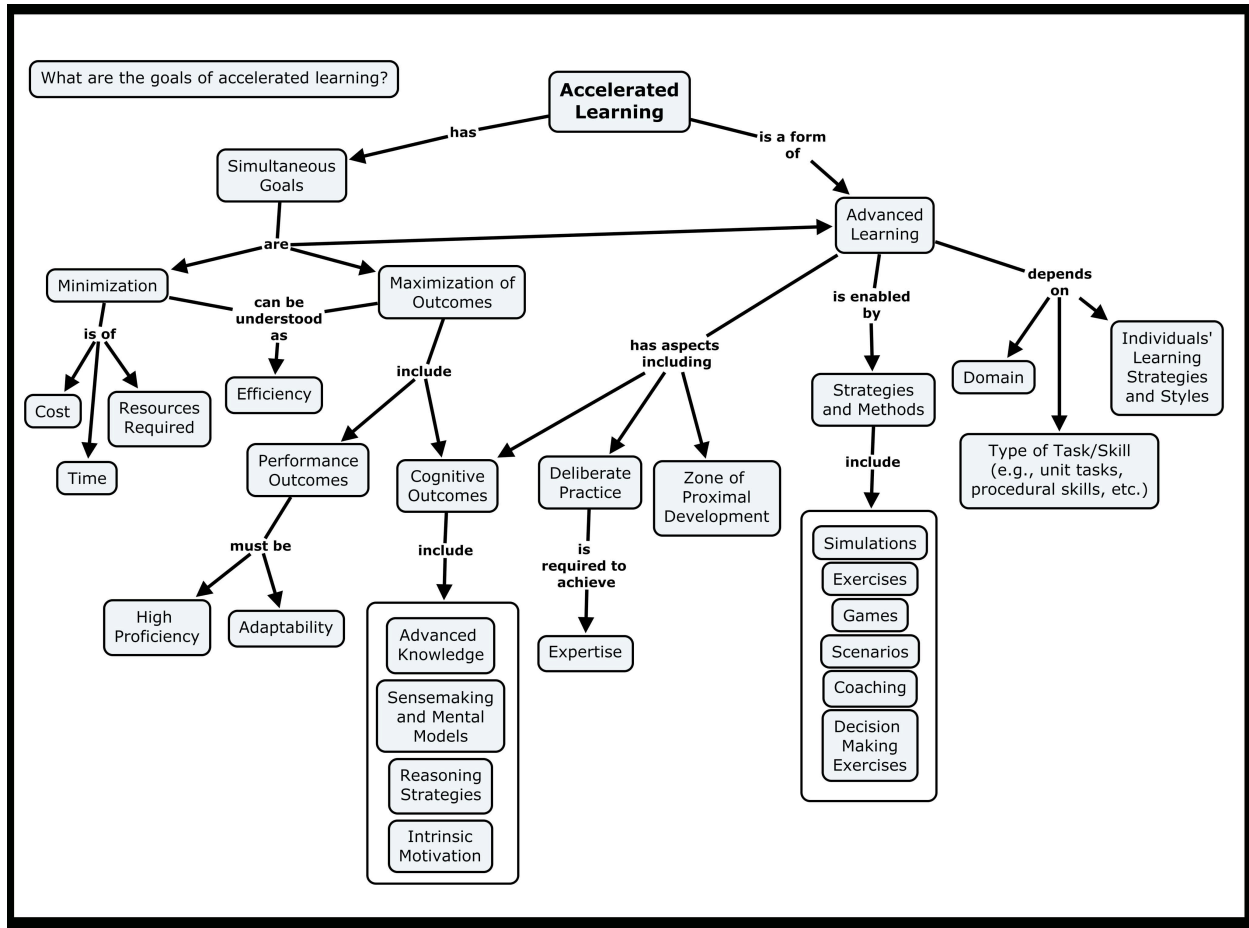 What are the goals of accelerated learning?
Accelerated
Learning
has
is a form
of
Simultaneous
Goals
Advanced
Learning
are
Minimization
Maximization of
Outcomes
can be
understood
as
is of
Cost
Resources
Required
Time
Efficiency
include
Performance
Outcomes
Cognitive
Outcomes
must be
High
Proficiency
Adaptability
include
Advanced
Knowledge
Sensemaking
and Mental
Models
Reasoning
Strategies
Intrinsic
Motivation
has aspects
including
Deliberate
Practice
Zone of
Proximal
Development
is
required to
achieve
Expertise
is enabled
by
Strategies
and Methods
include
Simulations
Exercises
Games
Scenarios
Coaching
Decision
Making
Exercises
depends
on
Domain
Type of Task/Skill
(e.g., unit tasks,
procedural skills, etc.)
Individuals'
Learning
Strategies
and Styles